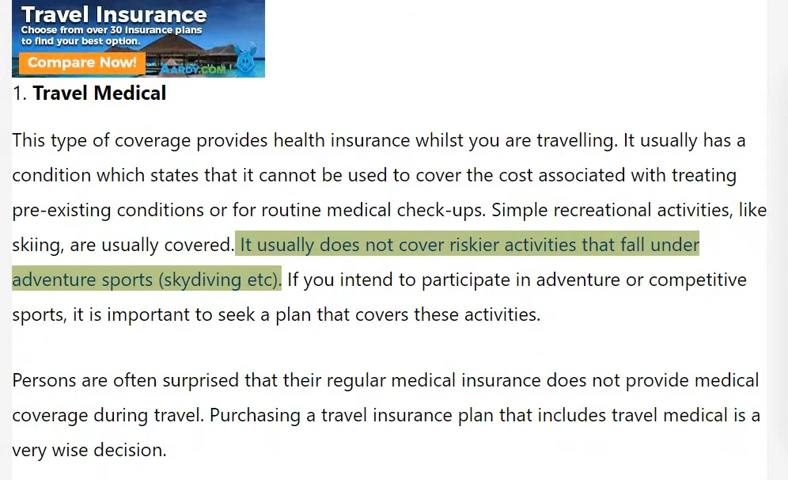 Travel Insurance
Choose from over 30 insurance plans
to find your best option.
Compare Now!
AARDY.COM
1. Travel Medical
This type of coverage provides health insurance whilst you are travelling. It usually has a
condition which states that it cannot be used to cover the cost associated with treating
pre-existing conditions or for routine medical check-ups. Simple recreational activities, like
skiing, are usually covered. It usually does not cover riskier activities that fall under
adventure sports (skydiving etc). If you intend to participate in adventure or competitive
sports, it is important to seek a plan that covers these activities.
Persons are often surprised that their regular medical insurance does not provide medical
coverage during travel. Purchasing a travel insurance plan that includes travel medical is a
very wise decision.